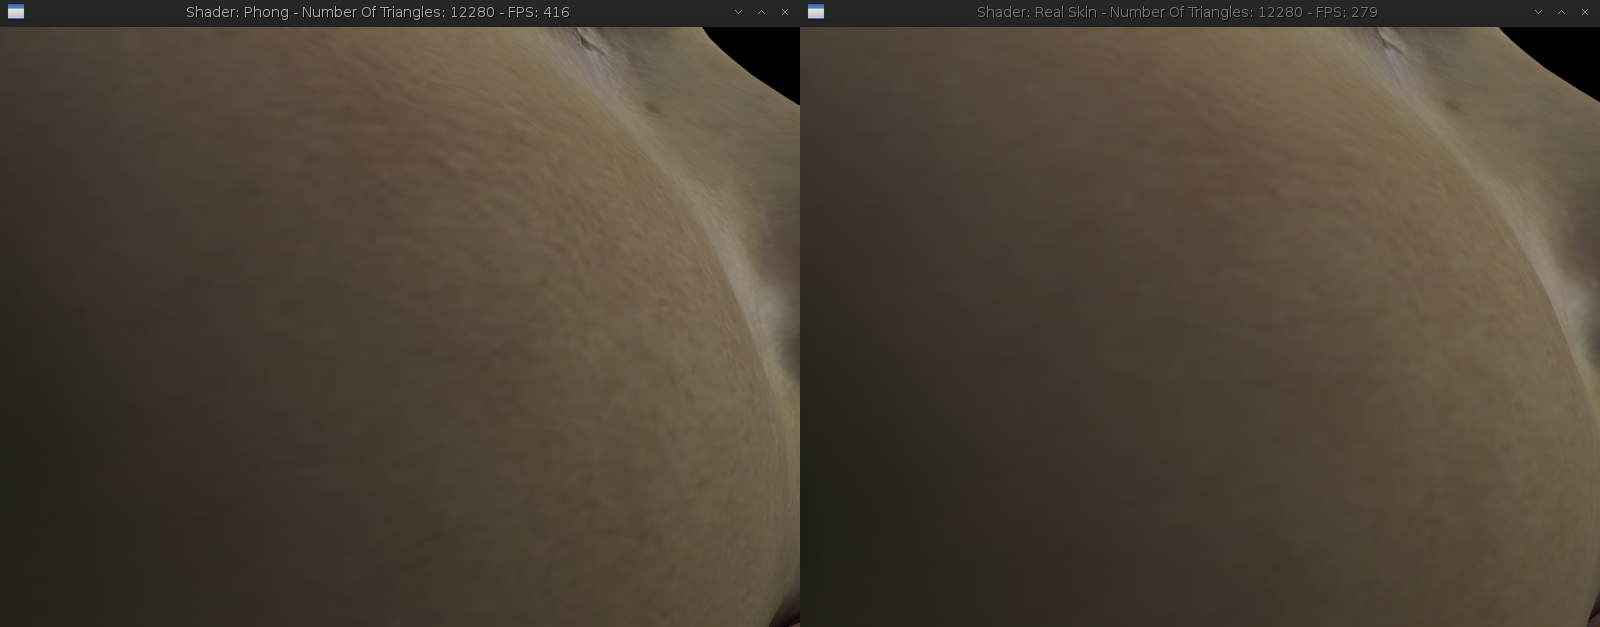 Shader: Phong - Number Of Triangles: 12280 - FPS: 416
Shader: Real Skin - Number Of Triangles: 12280 - FPS: 279